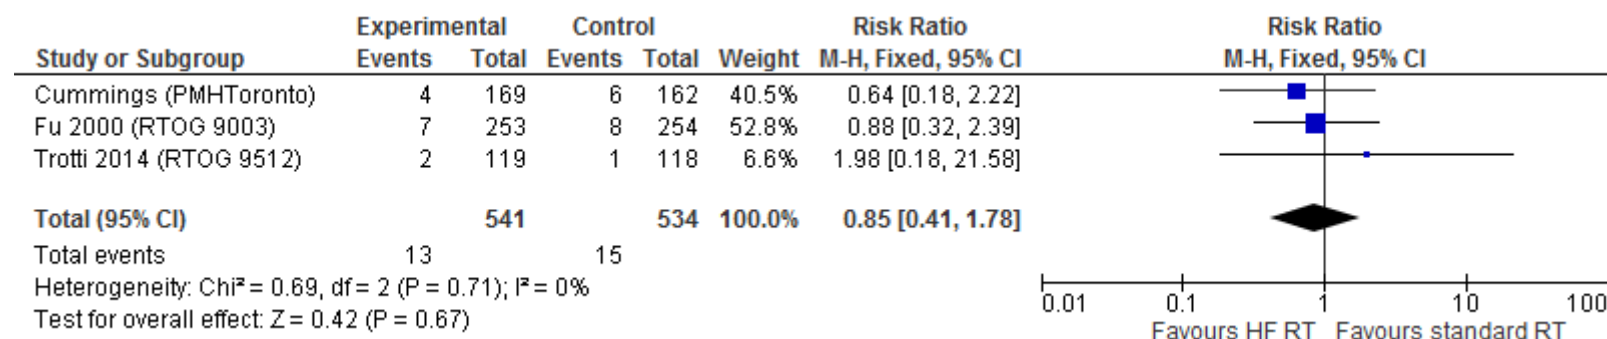 Experimental Control Risk Ratio Risk Ratio
Study or Subgroup Events Total Events Total Weight M-H, Fixed, 95% CI M-H, Fixed, 95% CI
Cummings (PMHToronto) 4 169 6 162 40.5% 0.64 [0.18, 2.22]
Fu 2000 (RTOG 9003) 7 253 8 254 52.8% 0.88 [0.32, 2.39]
Trotti 2014 (RTOG 9512) 2 119 1 118 6.6% 1.98 [0.18, 21.58]
Total (95% CI) 541 534 100.0% 0.85 [0.41, 1.78]
Total events 13 15
Heterogeneity: Chi² = 0.69, df = 2 (P = 0.71); I² = 0%
Test for overall effect: Z = 0.42 (P = 0.67)
0.01 0.1 1 10 100
Favours HF RT Favours standard RT